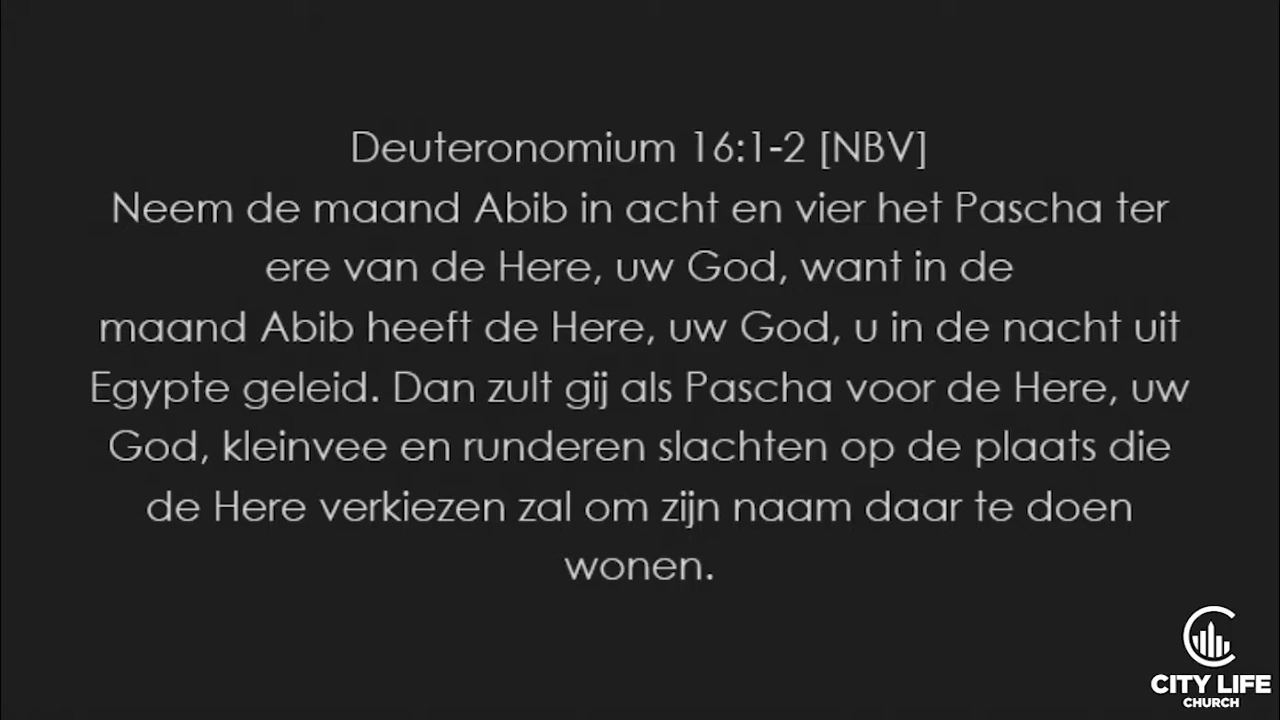 Deuteronomium 16:1-2 [NBV]
Neem de maand Abib in acht en vier het Pascha ter
ere van de Here, uw God, want in de
maand Abib heeft de Here, uw God, u in de nacht uit
Egypte geleid. Dan zult gij als Pascha voor de Here, uw
God, kleinvee en runderen slachten op de plaats die
de Here verkiezen zal om zijn naam daar te doen
wonen.
CITY LIFE
CHURCH